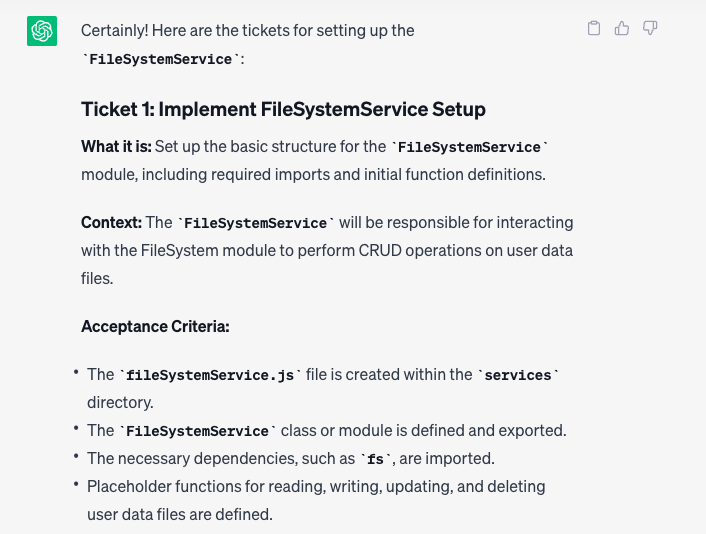 Certainly! Here are the tickets for setting up the
`FileSystemService`:
Ticket 1: Implement FileSystemService Setup
What it is: Set up the basic structure for the `FileSystemService`
module, including required imports and initial function definitions.
Context: The `FileSystemService` will be responsible for interacting
with the FileSystem module to perform CRUD operations on user data
files.
Acceptance Criteria:
• The `fileSystemService.js` file is created within the `services`
directory.
• The `FileSystemService` class or module is defined and exported.
• The necessary dependencies, such as `fs`, are imported.
• Placeholder functions for reading, writing, updating, and deleting
user data files are defined.